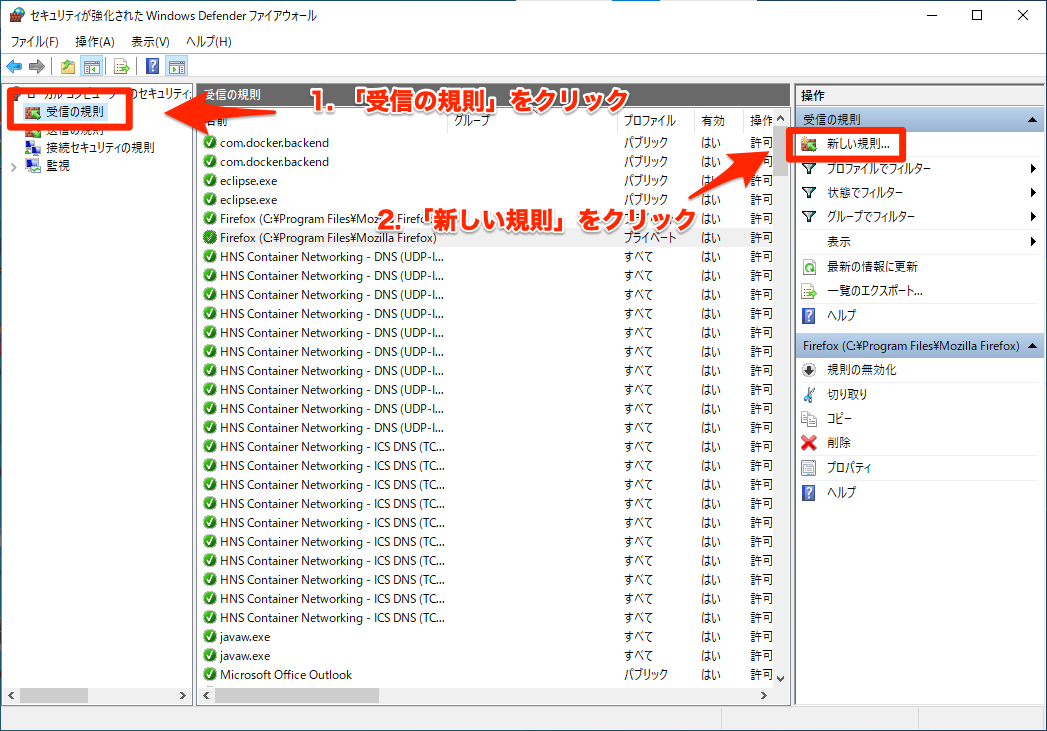 セキュリティが強化された Windows Defender ファイアウォール
ファイル(F) 操作(A) 表示(V) ヘルプ(H)
ローカル コンピューターのセキュリティ
受信の規則
送信の規則
接続セキュリティの規則
監視
受信の規則
1. 「受信の規則」をクリック
名前 グループ プロファイル 有効 操作
com.docker.backend パブリック はい 許可
com.docker.backend パブリック はい 許可
eclipse.exe パブリック はい 許可
eclipse.exe パブリック はい 許可
2. 「新しい規則」をクリック
Firefox (C:¥Program Files¥Mozilla Firefox) はい 許可
Firefox (C:¥Program Files¥Mozilla Firefox) プライベート はい 許可
HNS Container Networking - DNS (UDP-I... すべて はい 許可
HNS Container Networking - DNS (UDP-I... すべて はい 許可
HNS Container Networking - DNS (UDP-I... すべて はい 許可
HNS Container Networking - DNS (UDP-I... すべて はい 許可
HNS Container Networking - DNS (UDP-I... すべて はい 許可
HNS Container Networking - DNS (UDP-I... すべて はい 許可
HNS Container Networking - DNS (UDP-I... すべて はい 許可
HNS Container Networking - DNS (UDP-I... すべて はい 許可
HNS Container Networking - DNS (UDP-I... すべて はい 許可
HNS Container Networking - DNS (UDP-I... すべて はい 許可
HNS Container Networking - ICS DNS (TC... すべて はい 許可
HNS Container Networking - ICS DNS (TC... すべて はい 許可
HNS Container Networking - ICS DNS (TC... すべて はい 許可
HNS Container Networking - ICS DNS (TC... すべて はい 許可
HNS Container Networking - ICS DNS (TC... すべて はい 許可
HNS Container Networking - ICS DNS (TC... すべて はい 許可
HNS Container Networking - ICS DNS (TC... すべて はい 許可
HNS Container Networking - ICS DNS (TC... すべて はい 許可
HNS Container Networking - ICS DNS (TC... すべて はい 許可
HNS Container Networking - ICS DNS (TC... すべて はい 許可
javaw.exe すべて はい 許可
javaw.exe すべて はい 許可
Microsoft Office Outlook パブリック はい 許可
操作
受信の規則
新しい規則...
プロファイルでフィルター
状態でフィルター
グループでフィルター
表示
最新の情報に更新
一覧のエクスポート...
ヘルプ
Firefox (C:¥Program Files¥Mozilla Firefox)
規則の無効化
切り取り
コピー
削除
プロパティ
ヘルプ